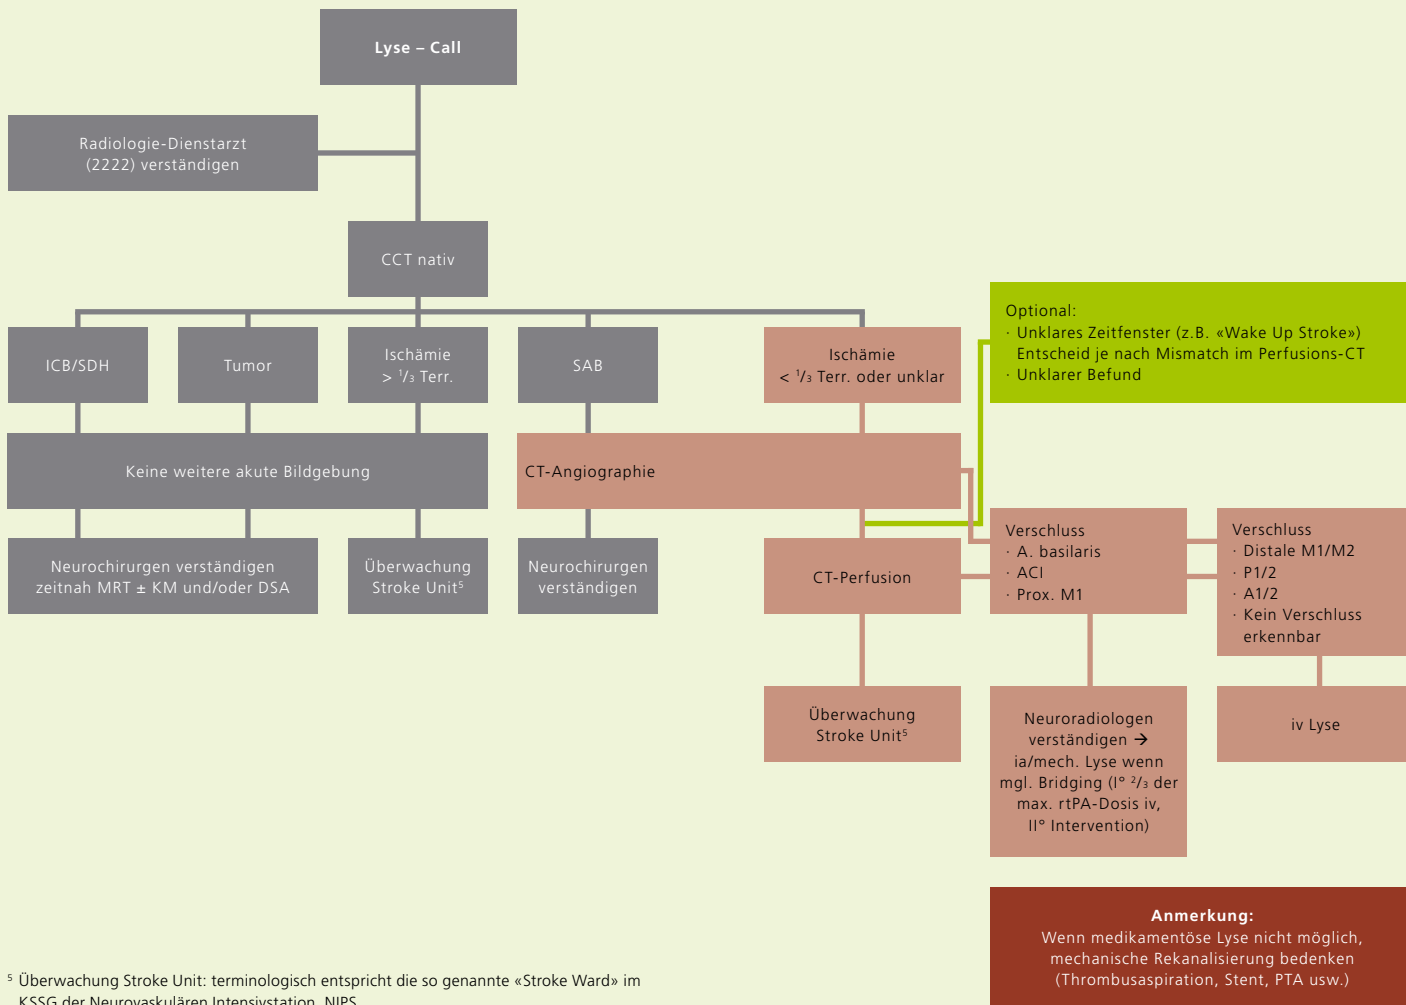 Lyse – Call
Radiologie-Dienstarzt
(2222) verständigen
CCT nativ
ICB/SDH
Tumor
Ischämie
> 1/3 Terr.
SAB
Ischämie
< 1/3 Terr. oder unklar
Optional:
· Unklares Zeitfenster (z.B. «Wake Up Stroke»)
Entscheid je nach Mismatch im Perfusions-CT
· Unklarer Befund
Keine weitere akute Bildgebung
CT-Angiographie
Neurochirurgen verständigen
zeitnah MRT ± KM und/oder DSA
Überwachung
Stroke Unit⁵
Neurochirurgen
verständigen
CT-Perfusion
Verschluss
· A. basilaris
· ACI
· Prox. M1
Verschluss
· Distale M1/M2
· P1/2
· A1/2
· Kein Verschluss
erkennbar
Überwachung
Stroke Unit⁵
Neuroradiologen
verständigen →
ia/mech. Lyse wenn
mgl. Bridging (I° 2/3 der
max. rtPA-Dosis iv,
II° Intervention)
iv Lyse
Anmerkung:
Wenn medikamentöse Lyse nicht möglich,
mechanische Rekanalisierung bedenken
(Thrombusaspiration, Stent, PTA usw.)
⁵ Überwachung Stroke Unit: terminologisch entspricht die so genannte «Stroke Ward» im
KSSG der Neurovaskulären Intensivstation, NIPS